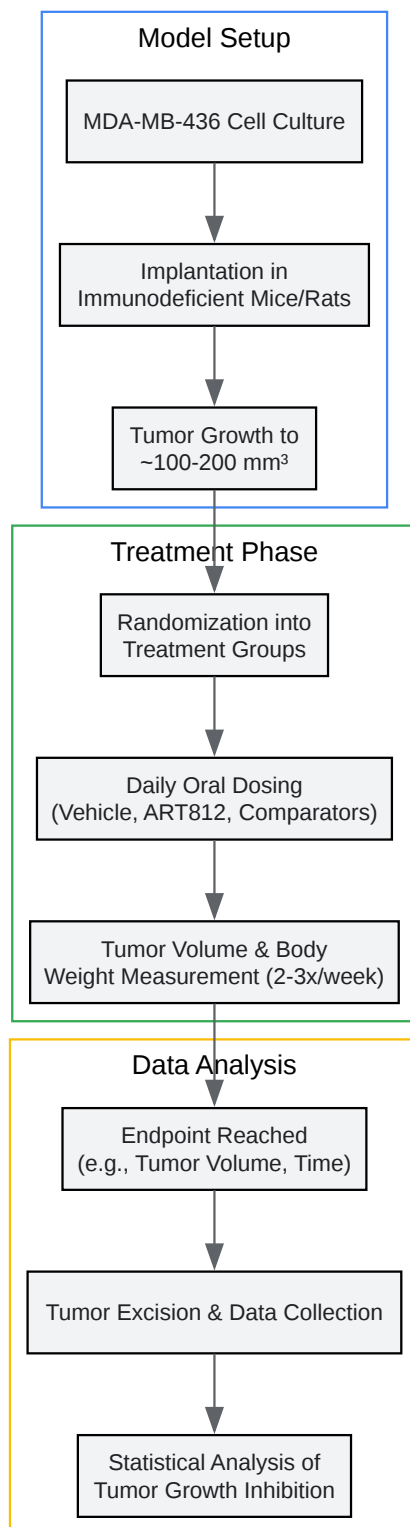 Model Setup
MDA-MB-436 Cell Culture
Implantation in
Immunodeficient Mice/Rats
Tumor Growth to
~100-200 mm³
Treatment Phase
Randomization into
Treatment Groups
Daily Oral Dosing
(Vehicle, ART812, Comparators)
Tumor Volume & Body
Weight Measurement (2-3x/week)
Data Analysis
Endpoint Reached
(e.g., Tumor Volume, Time)
Tumor Excision & Data Collection
Statistical Analysis of
Tumor Growth Inhibition